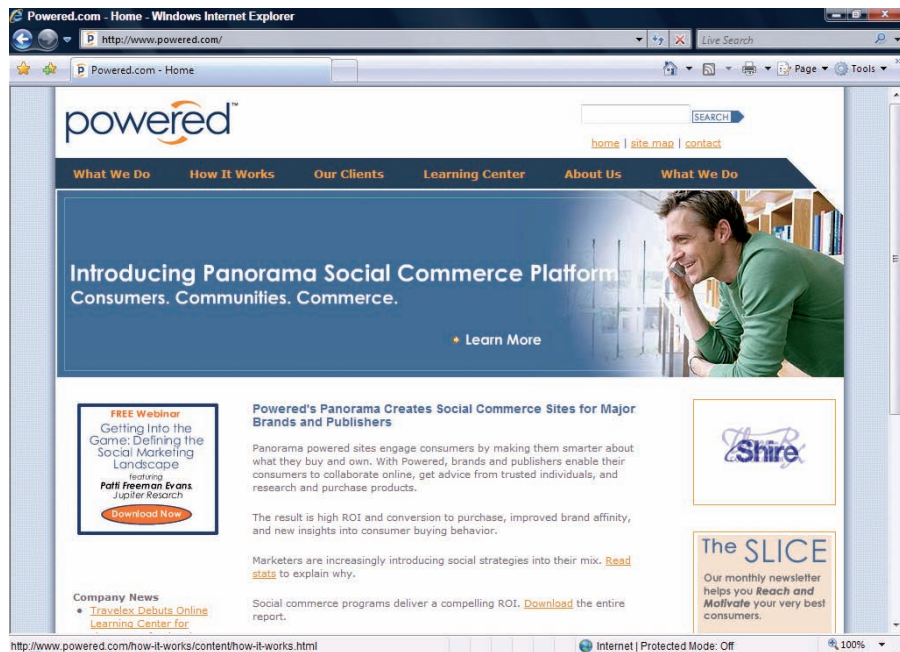 Powered.com - Home - Windows Internet Explorer
http://www.powered.com/
Live Search
Powered.com - Home
Page
Tools
powered™
SEARCH
home | site map | contact
What We Do How It Works Our Clients Learning Center About Us What We Do
Introducing Panorama Social Commerce Platform
Consumers. Communities. Commerce.
Learn More
FREE Webinar
Getting Into the
Game: Defining the
Social Marketing
Landscape
featuring
Patti Freeman Evans,
Jupiter Resarch
Download Now
Company News
• Travelex Debuts Online
Learning Center for
Powered's Panorama Creates Social Commerce Sites for Major
Brands and Publishers
Panorama powered sites engage consumers by making them smarter about
what they buy and own. With Powered, brands and publishers enable their
consumers to collaborate online, get advice from trusted individuals, and
research and purchase products.
The result is high ROI and conversion to purchase, improved brand affinity,
and new insights into consumer buying behavior.
Marketers are increasingly introducing social strategies into their mix. Read
stats to explain why.
Social commerce programs deliver a compelling ROI. Download the entire
report.
Shire
The SLICE
Our monthly newsletter
helps you Reach and
Motivate your very best
consumers.
http://www.powered.com/how-it-works/content/how-it-works.html
Internet | Protected Mode: Off
100%